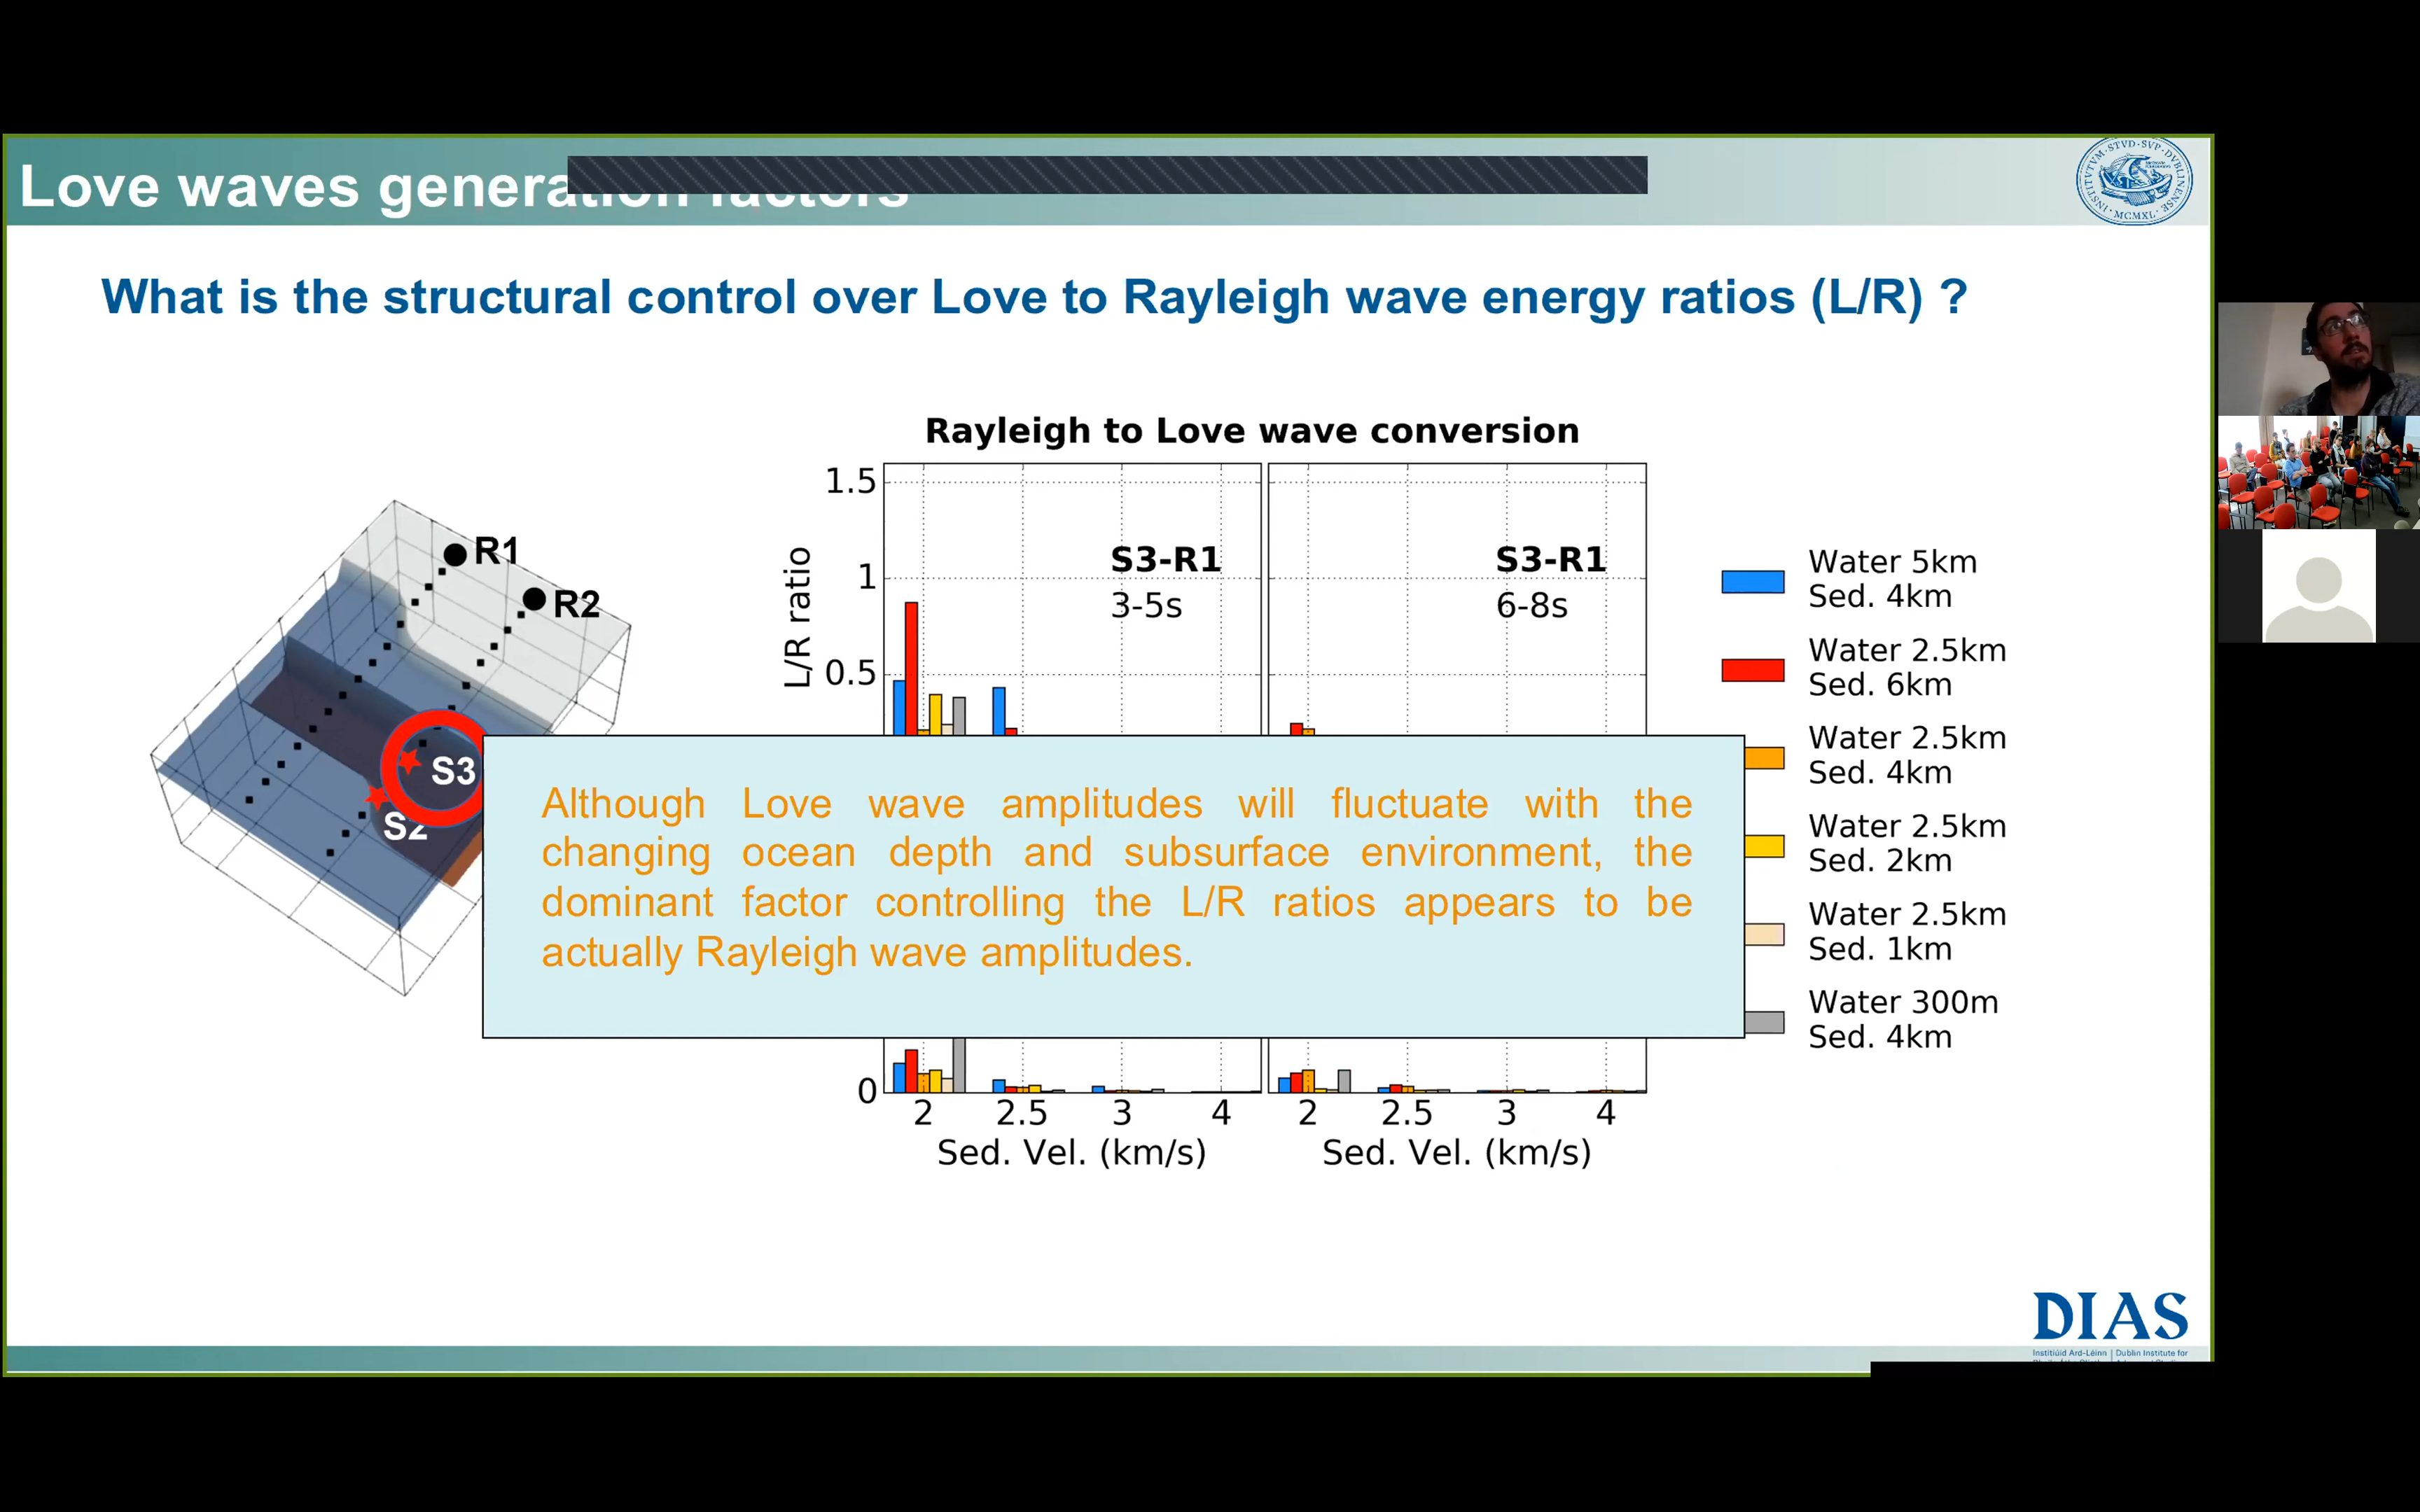 Love waves generation factors
INSTITVTVM · STVD · SVP · DVBLINENSE · MCMXL ·
What is the structural control over Love to Rayleigh wave energy ratios (L/R) ?
R1
R2
S3
S2
Rayleigh to Love wave conversion
L/R ratio
1.5
1
0.5
S3-R1
3-5s
S3-R1
6-8s
Water 5km
Sed. 4km
Water 2.5km
Sed. 6km
Water 2.5km
Sed. 4km
Water 2.5km
Sed. 2km
Water 2.5km
Sed. 1km
Water 300m
Sed. 4km
Although Love wave amplitudes will fluctuate with the
changing ocean depth and subsurface environment, the
dominant factor controlling the L/R ratios appears to be
actually Rayleigh wave amplitudes.
0
2 2.5 3 4
2 2.5 3 4
Sed. Vel. (km/s)
Sed. Vel. (km/s)
DIAS
Institiúid Ard-Léinn | Dublin Institute for